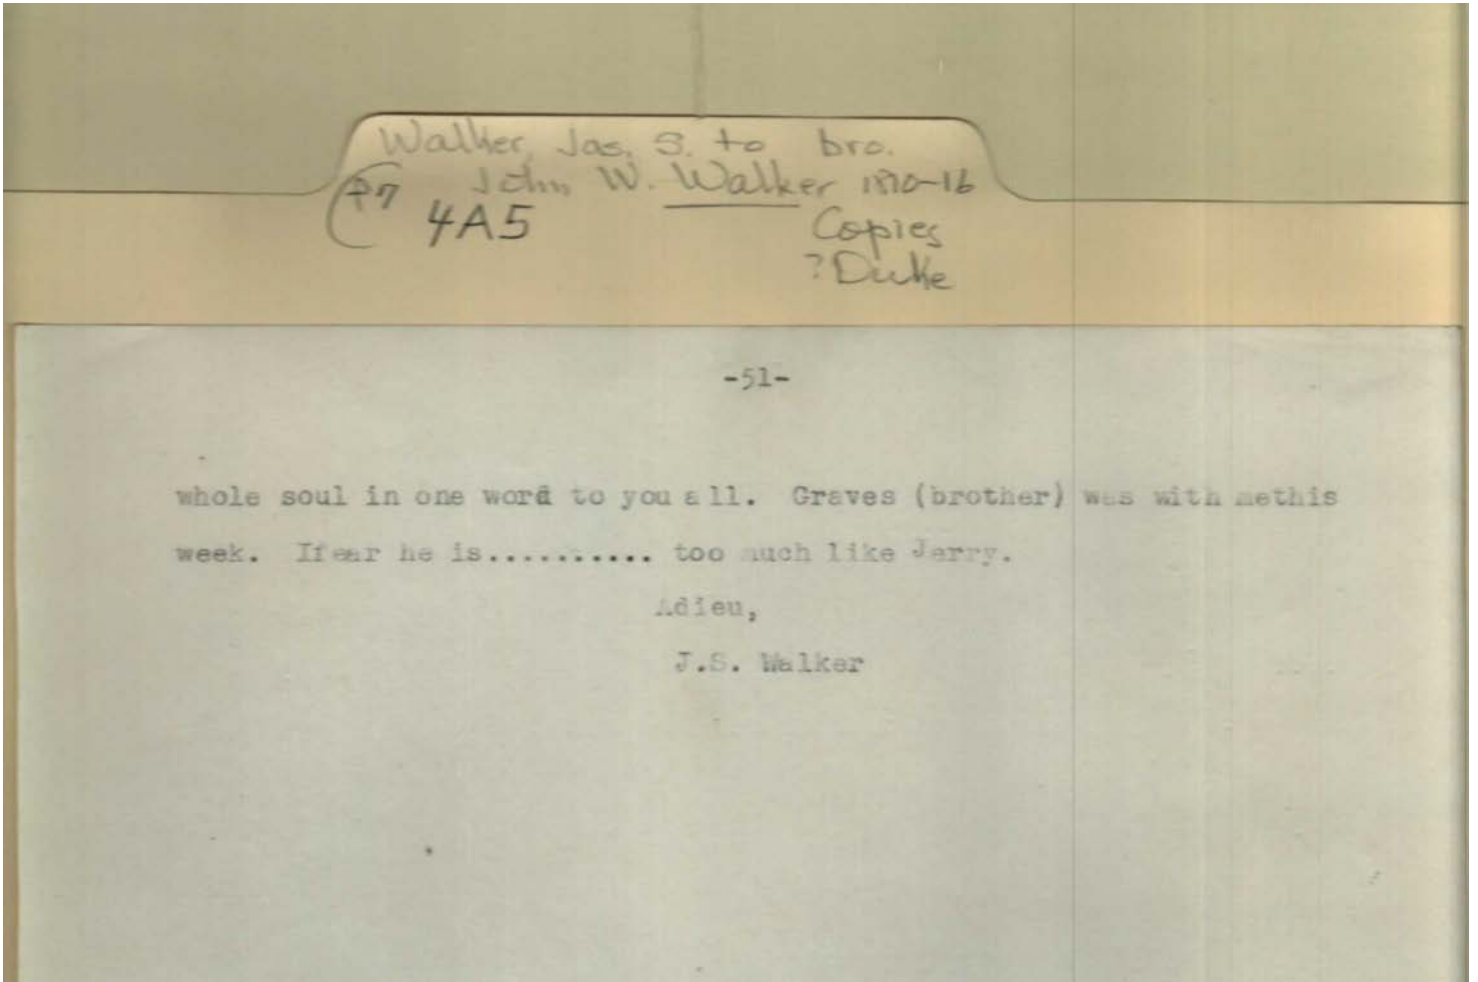 Walker, Jas. S. to bro.
John W. Walker 1810-16
4A5 Copies
? Duke
-51-
whole soul in one word to you all. Graves (brother) was with methis
week. Ifear he is.......... too much like Jerry.
Adieu,
J.S. Walker